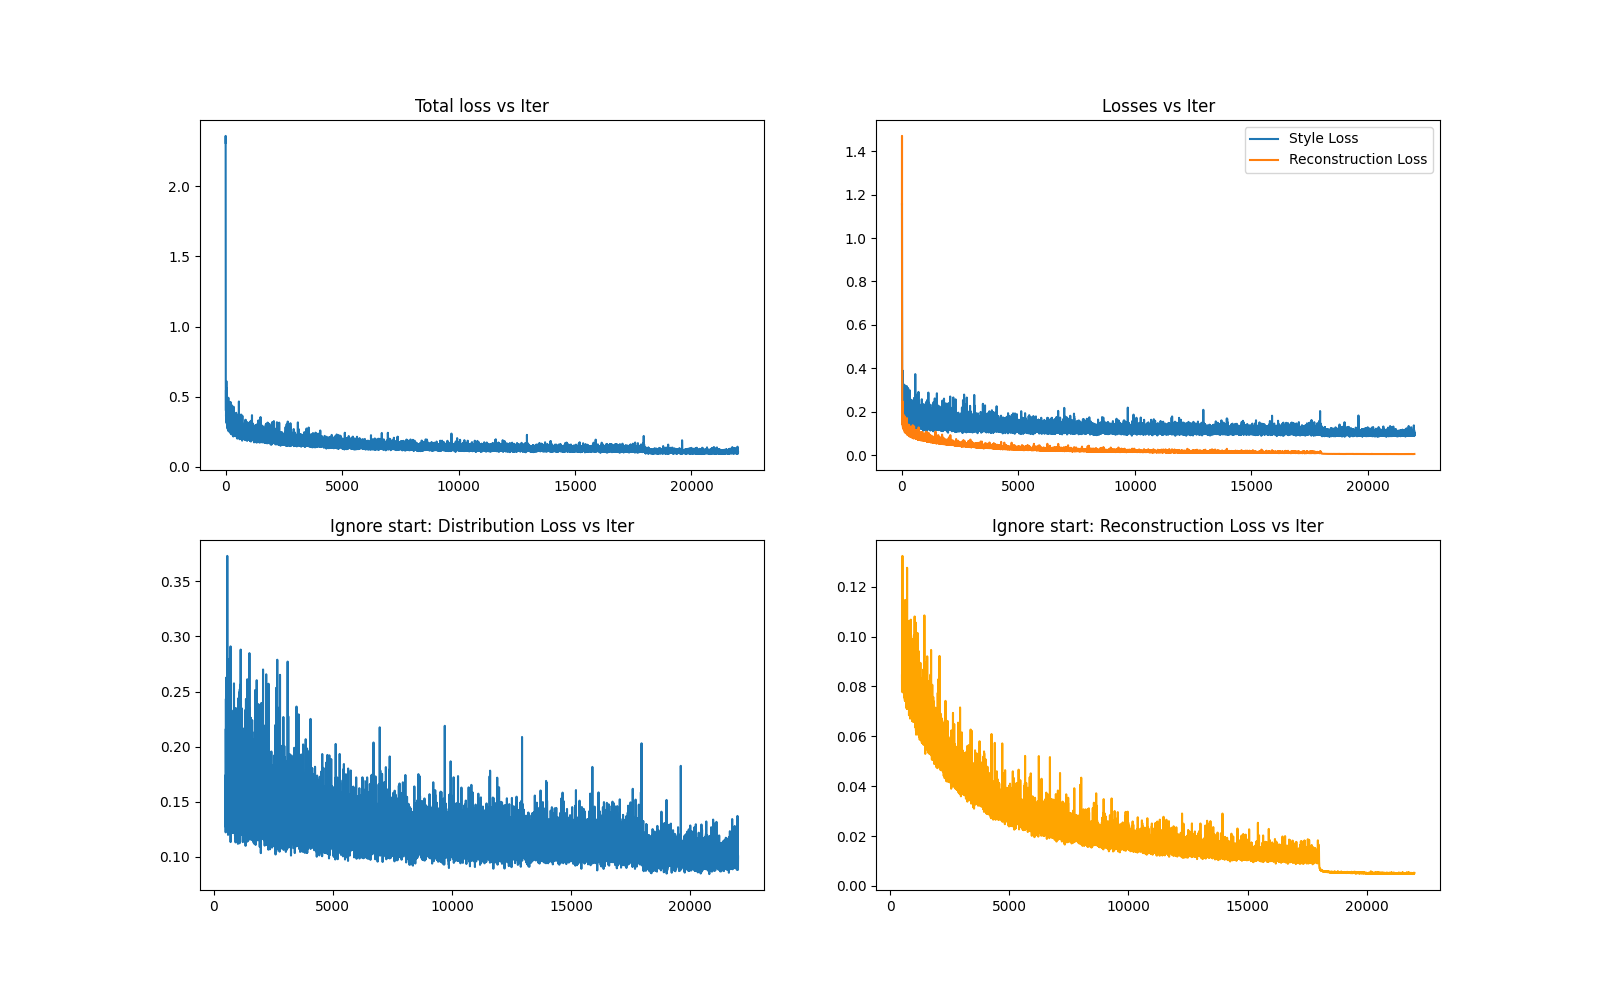 Total loss vs Iter
2.0
1.5
1.0
0.5
0.0
0 5000 10000 15000 20000
Losses vs Iter
Style Loss
Reconstruction Loss
1.4
1.2
1.0
0.8
0.6
0.4
0.2
0.0
0 5000 10000 15000 20000
Ignore start: Distribution Loss vs Iter
0.35
0.30
0.25
0.20
0.15
0.10
0 5000 10000 15000 20000
Ignore start: Reconstruction Loss vs Iter
0.12
0.10
0.08
0.06
0.04
0.02
0.00
0 5000 10000 15000 20000